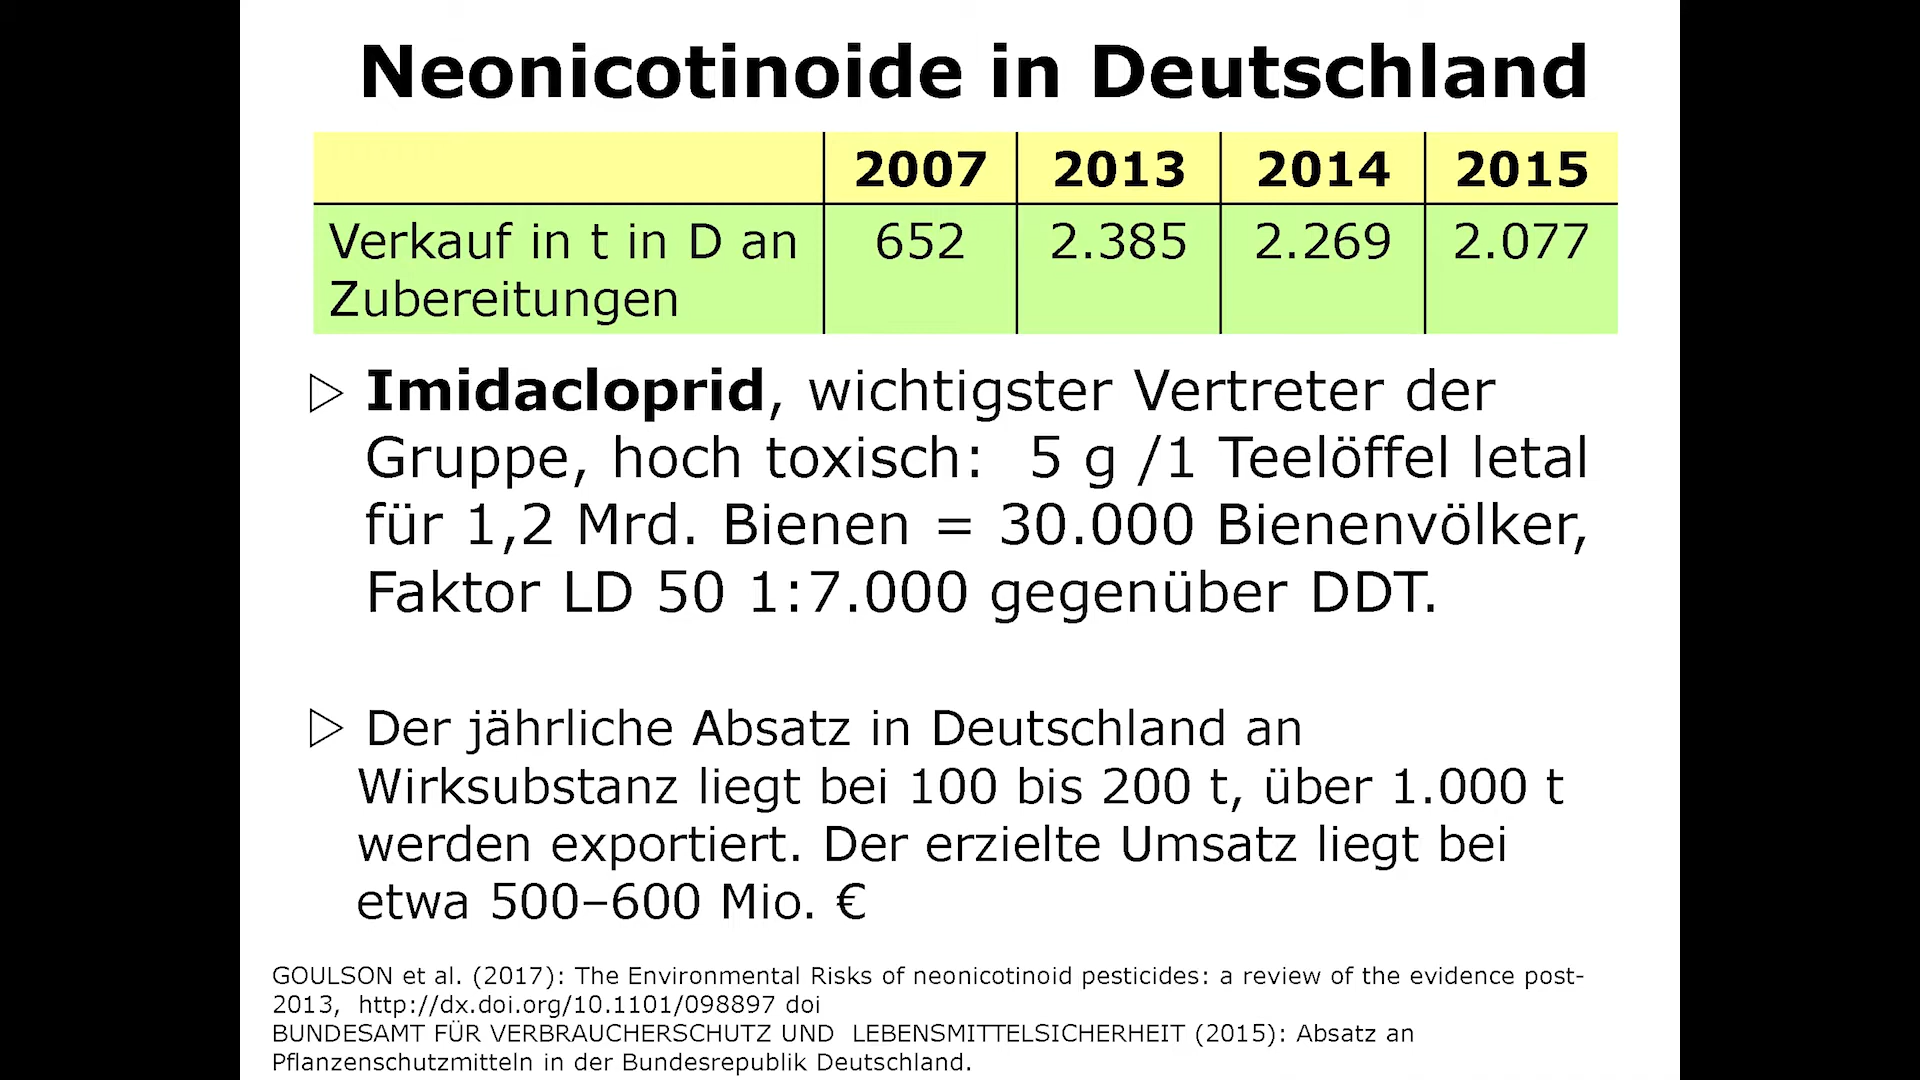 Neonicotinoide in Deutschland
2007 2013 2014 2015
Verkauf in t in D an 652 2.385 2.269 2.077
Zubereitungen
▷ Imidacloprid, wichtigster Vertreter der
Gruppe, hoch toxisch: 5 g /1 Teelöffel letal
für 1,2 Mrd. Bienen = 30.000 Bienenvölker,
Faktor LD 50 1:7.000 gegenüber DDT.
▷ Der jährliche Absatz in Deutschland an
Wirksubstanz liegt bei 100 bis 200 t, über 1.000 t
werden exportiert. Der erzielte Umsatz liegt bei
etwa 500–600 Mio. €
GOULSON et al. (2017): The Environmental Risks of neonicotinoid pesticides: a review of the evidence post-
2013, http://dx.doi.org/10.1101/098897 doi
BUNDESAMT FÜR VERBRAUCHERSCHUTZ UND LEBENSMITTELSICHERHEIT (2015): Absatz an
Pflanzenschutzmitteln in der Bundesrepublik Deutschland.